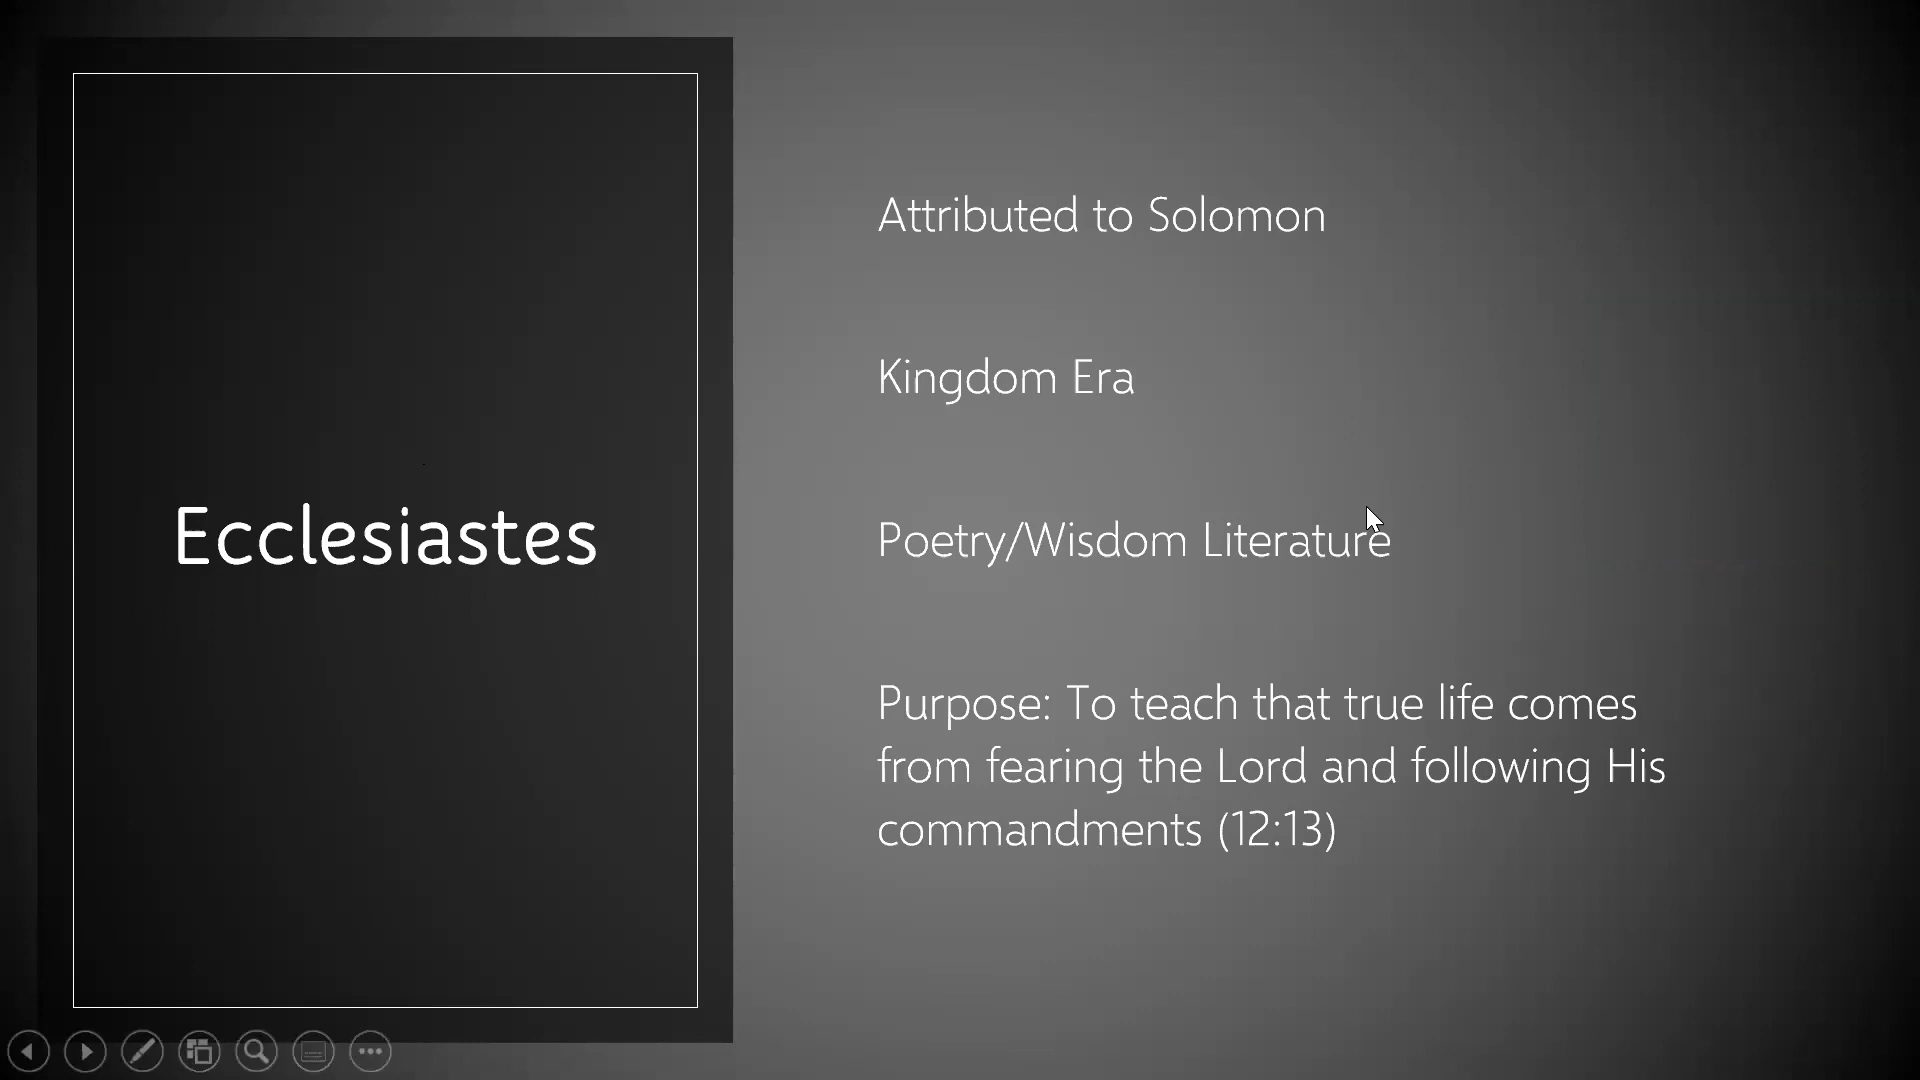 Ecclesiastes
Attributed to Solomon
Kingdom Era
Poetry/Wisdom Literature
Purpose: To teach that true life comes
from fearing the Lord and following His
commandments (12:13)